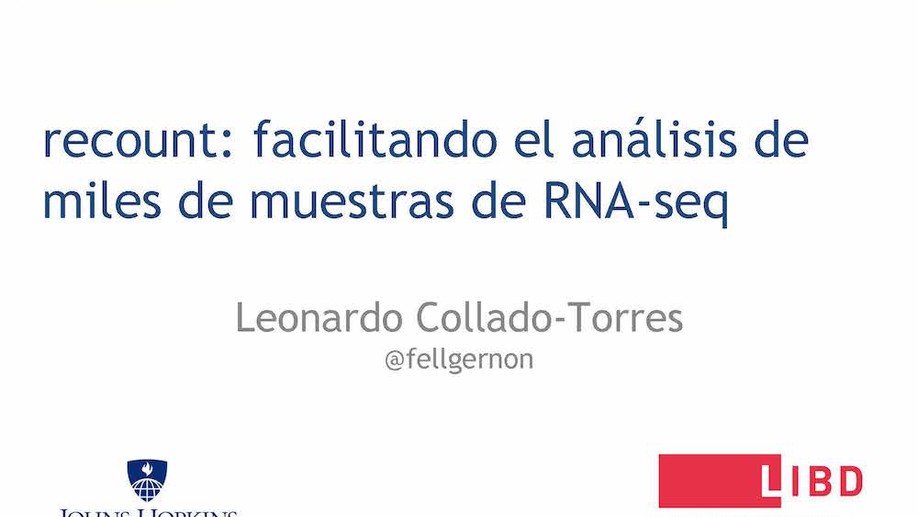 recount: facilitando el análisis de
miles de muestras de RNA-seq
Leonardo Collado-Torres
@fellgernon
JOHNS HOPKINS
LIBD